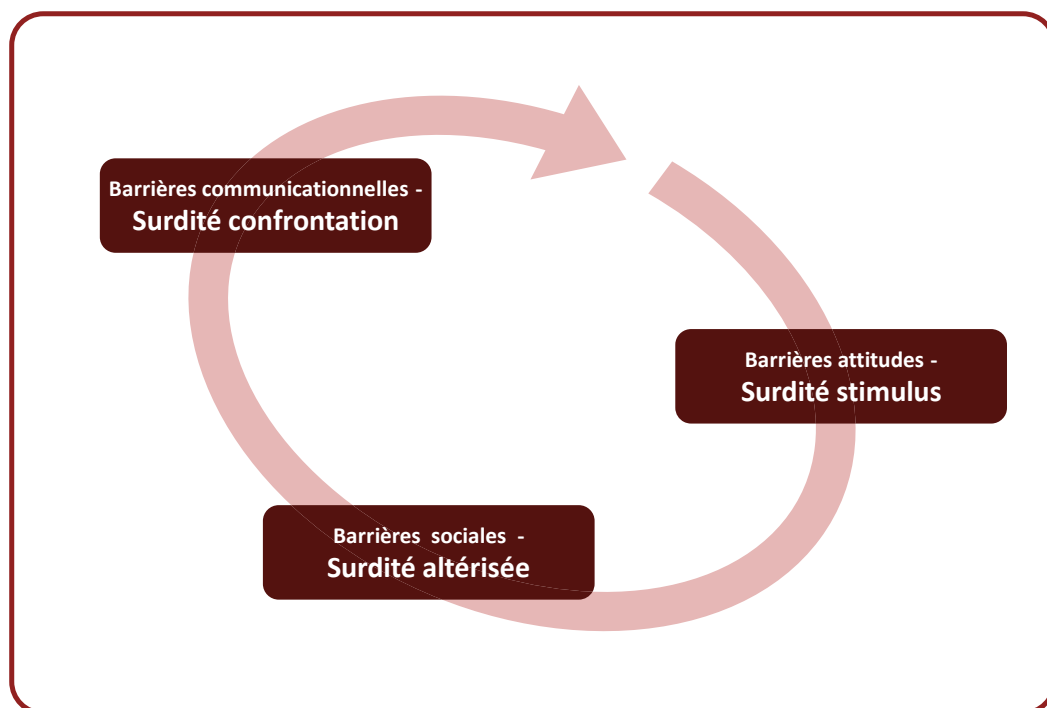 Barrières communicationnelles -
Surdité confrontation
Barrières attitudes -
Surdité stimulus
Barrières sociales -
Surdité altérisée